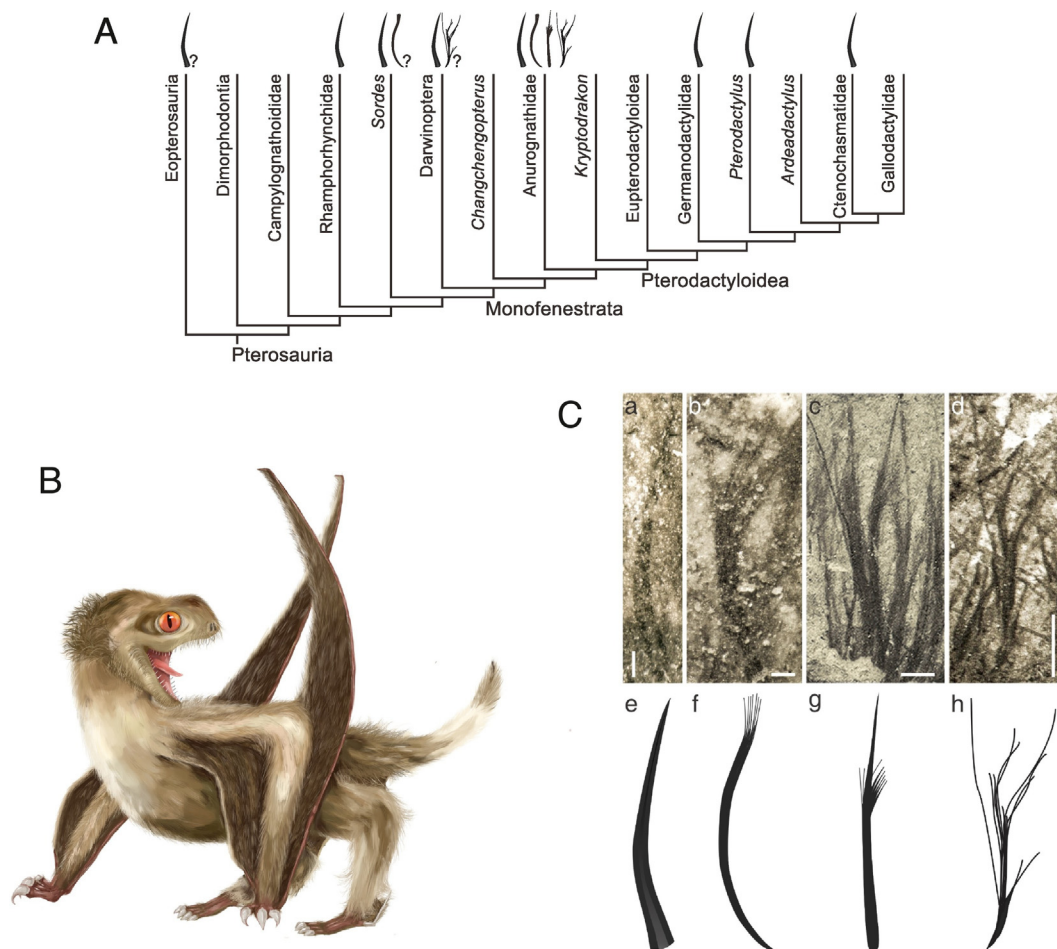 A
?
?
?
Eopterosauria
Dimorphodontia
Campylognathoididae
Rhamphorhynchidae
Sordes
Darwinoptera
Changchengopterus
Anurognathidae
Kryptodrakon
Eupterodactyloidea
Germanodactylidae
Pterodactylus
Ardeadactylus
Ctenochasmatidae
Gallodactylidae
Pterodactyloidea
Monofenestrata
Pterosauria
B
C
a b c d
e f g h